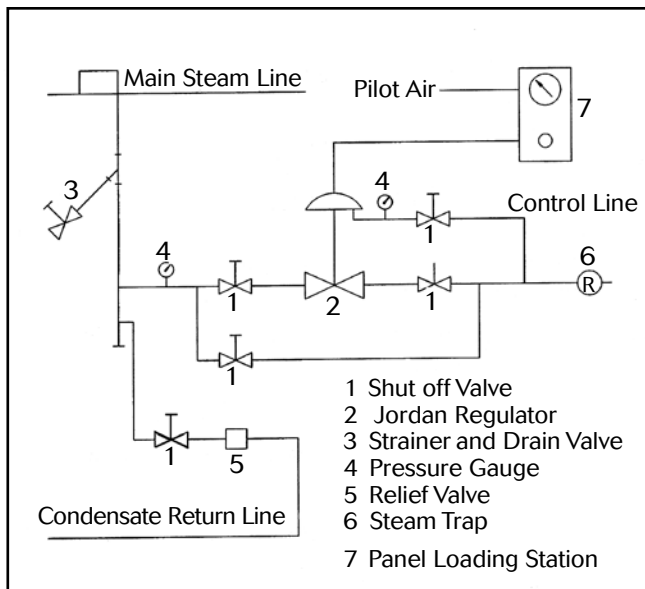 Main Steam Line
Pilot Air
7
3
4
Control Line
4
1
6
R
1
2
1
1
1 Shut off Valve
2 Jordan Regulator
3 Strainer and Drain Valve
4 Pressure Gauge
5 Relief Valve
6 Steam Trap
7 Panel Loading Station
1
5
Condensate Return Line